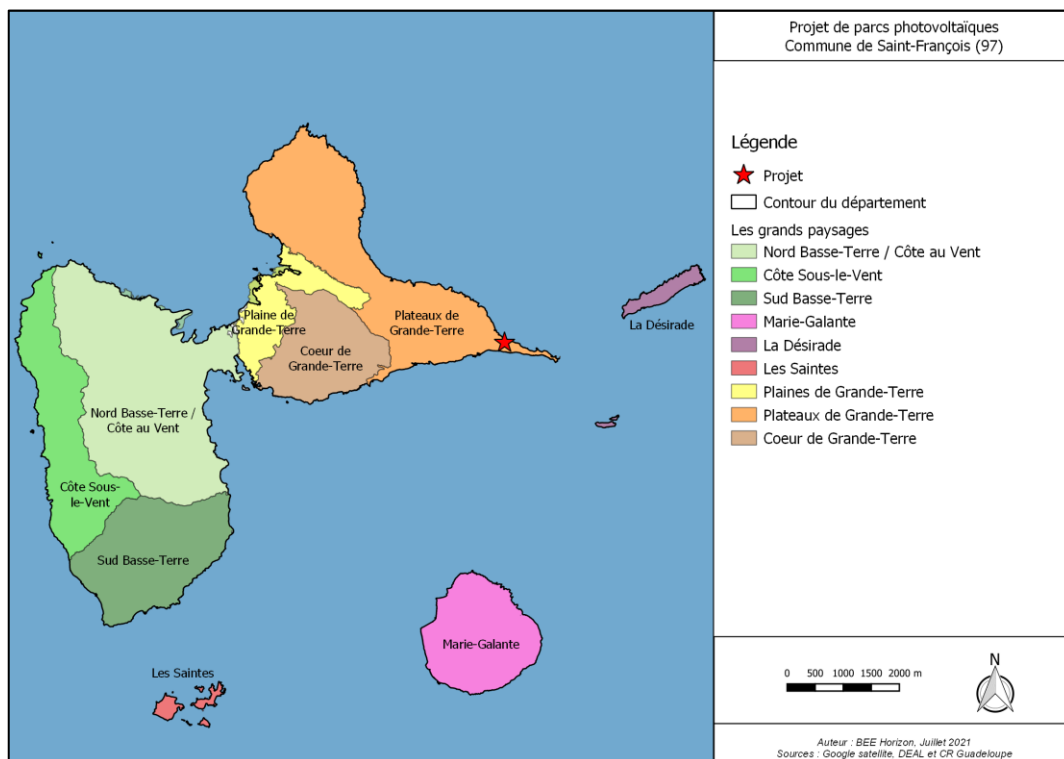 Projet de parcs photovoltaïques
Commune de Saint-François (97)
Légende
Projet
Contour du département
Les grands paysages
Nord Basse-Terre / Côte au Vent
Côte Sous-le-Vent
Sud Basse-Terre
Marie-Galante
La Désirade
Les Saintes
Plaines de Grande-Terre
Plateaux de Grande-Terre
Coeur de Grande-Terre
La Désirade
Plaine de
Grande-Terre
Plateaux de
Grande-Terre
Coeur de
Grande-Terre
Nord Basse-Terre /
Côte au Vent
Côte Sous-
le-Vent
Sud Basse-Terre
Marie-Galante
Les Saintes
N
0 500 1000 1500 2000 m
Auteur : BEE Horizon, Juillet 2021
Sources : Google satellite, DEAL et CR Guadeloupe